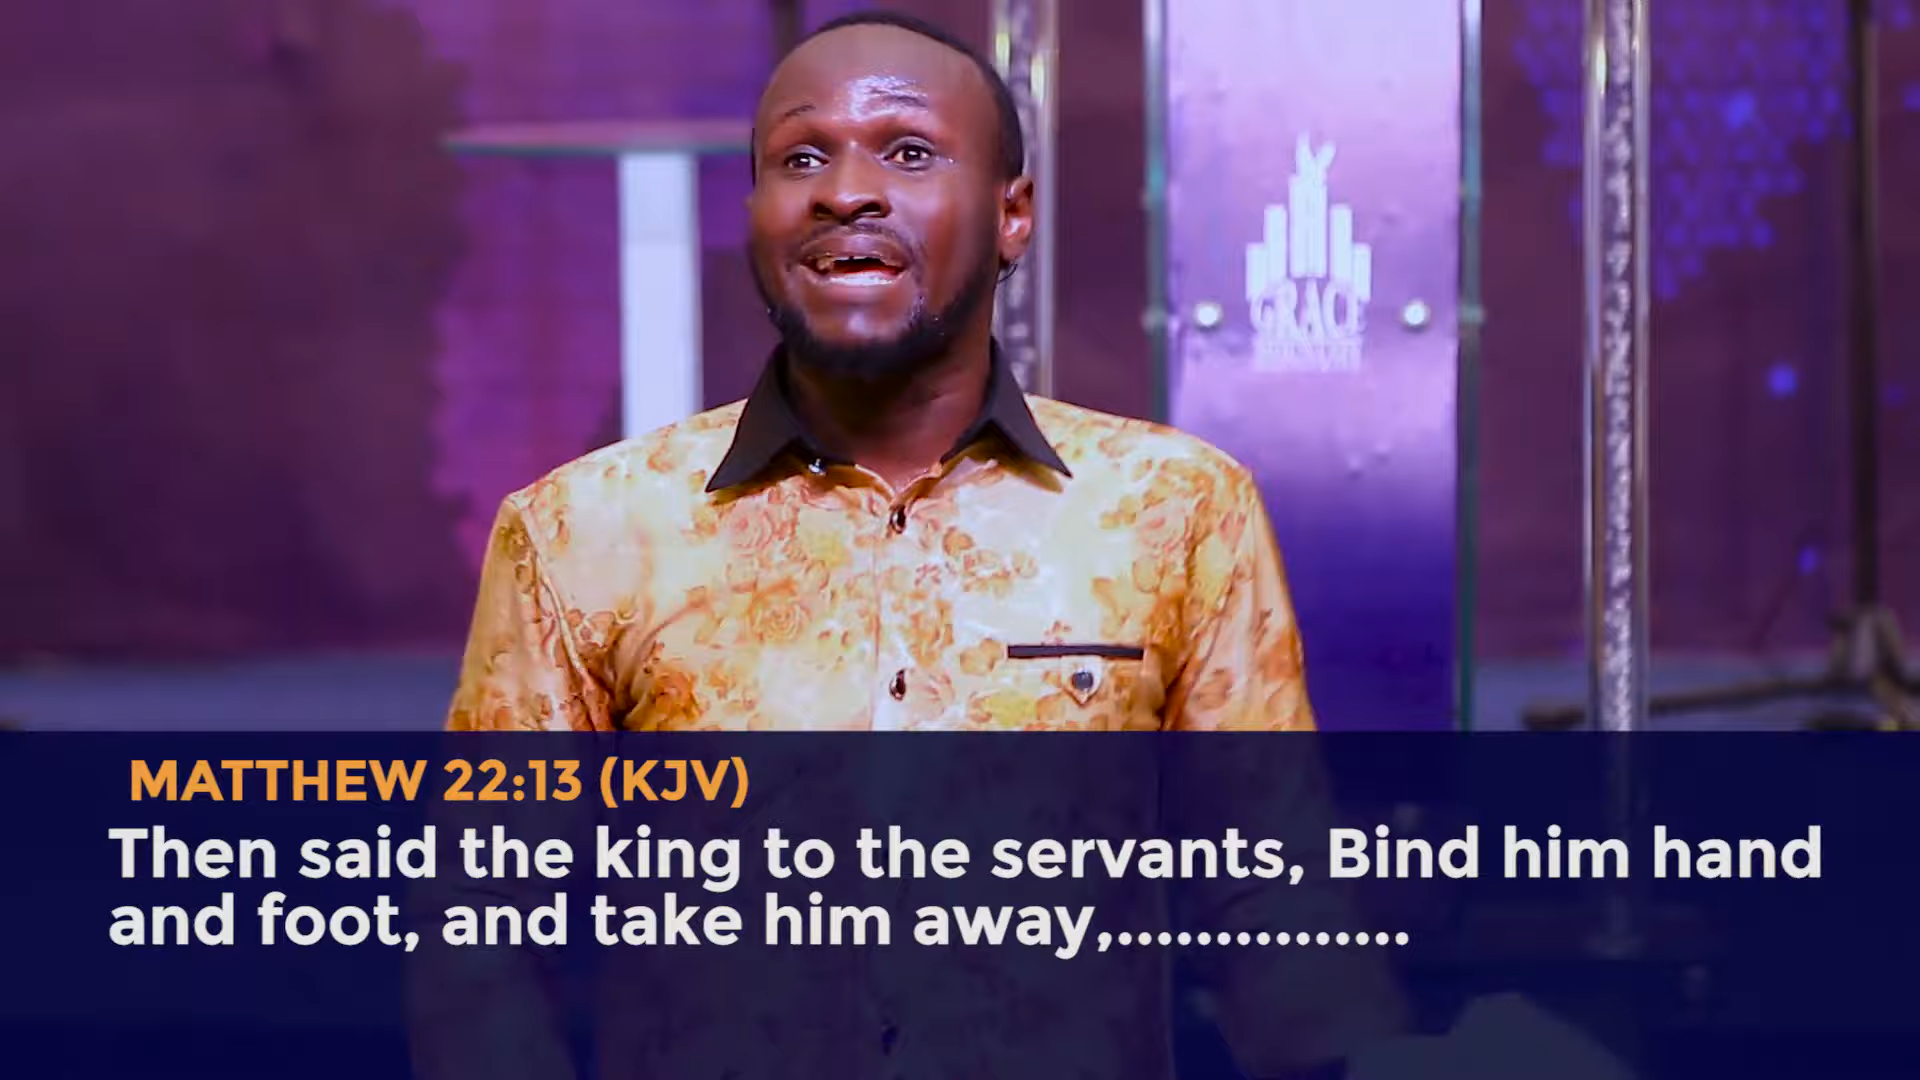 GRACE
MATTHEW 22:13 (KJV)
Then said the king to the servants, Bind him hand
and foot, and take him away,...............